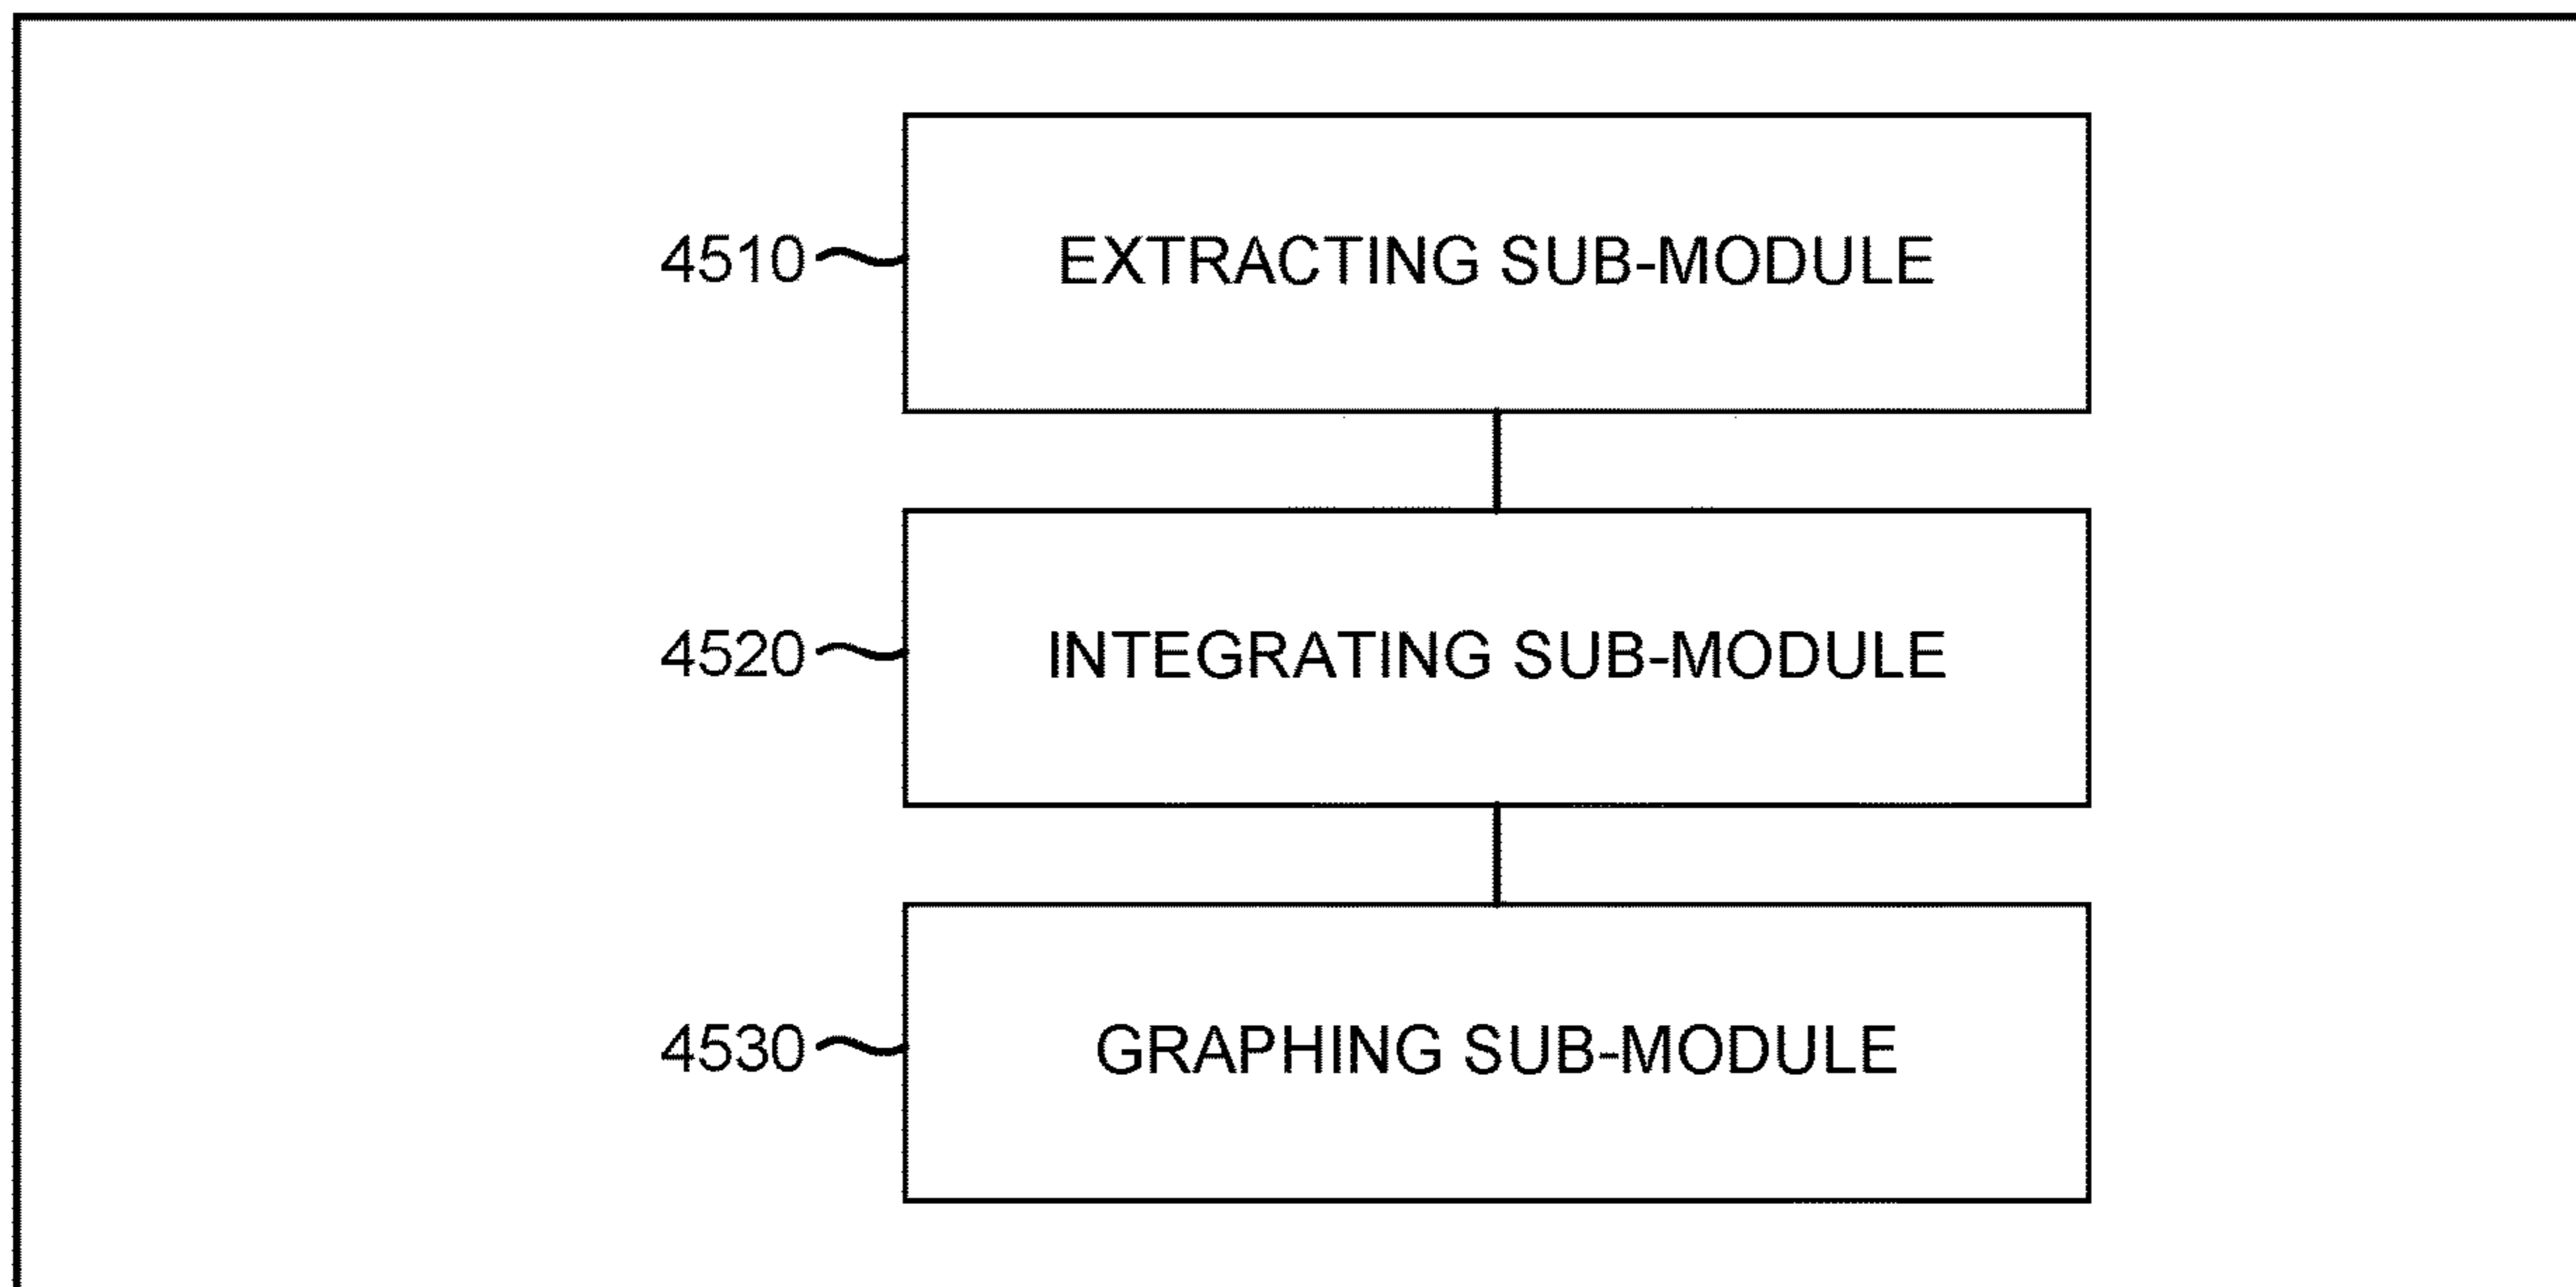 4510 EXTRACTING SUB-MODULE
4520 INTEGRATING SUB-MODULE
4530 GRAPHING SUB-MODULE